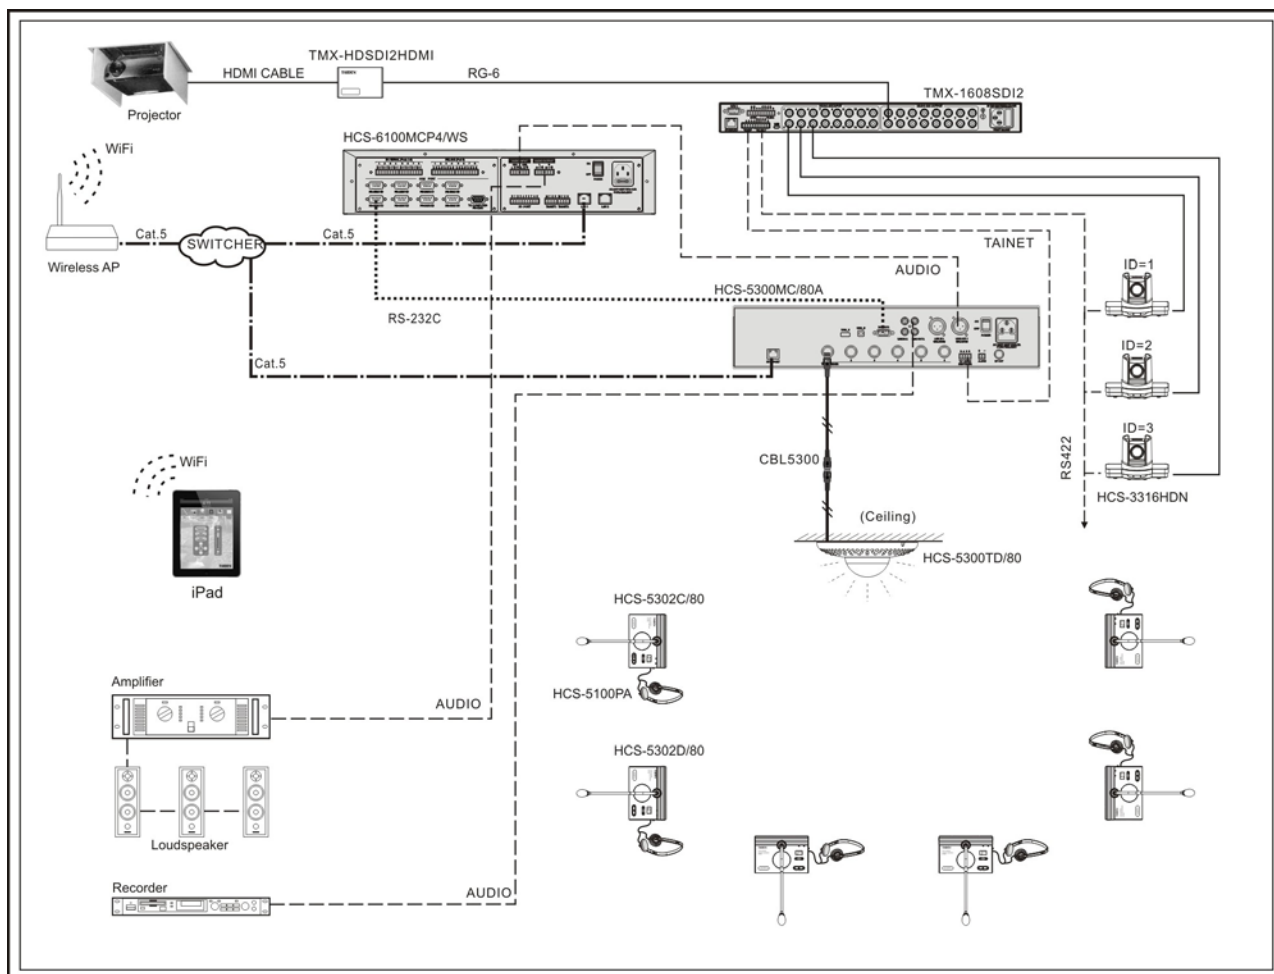 TMX-HDSDI2HDMI
HDMI CABLE
RG-6
Projector
TMX-1608SDI2
HCS-6100MCP4/WS
WiFi
Cat.5
SWITCHER
Cat.5
Wireless AP
TAINET
AUDIO
ID=1
HCS-5300MC/80A
RS-232C
ID=2
Cat.5
ID=3
RS422
CBL5300
WiFi
HCS-3316HDN
(Ceiling)
HCS-5300TD/80
iPad
HCS-5302C/80
Amplifier
HCS-5100PA
AUDIO
HCS-5302D/80
Loudspeaker
Recorder
AUDIO